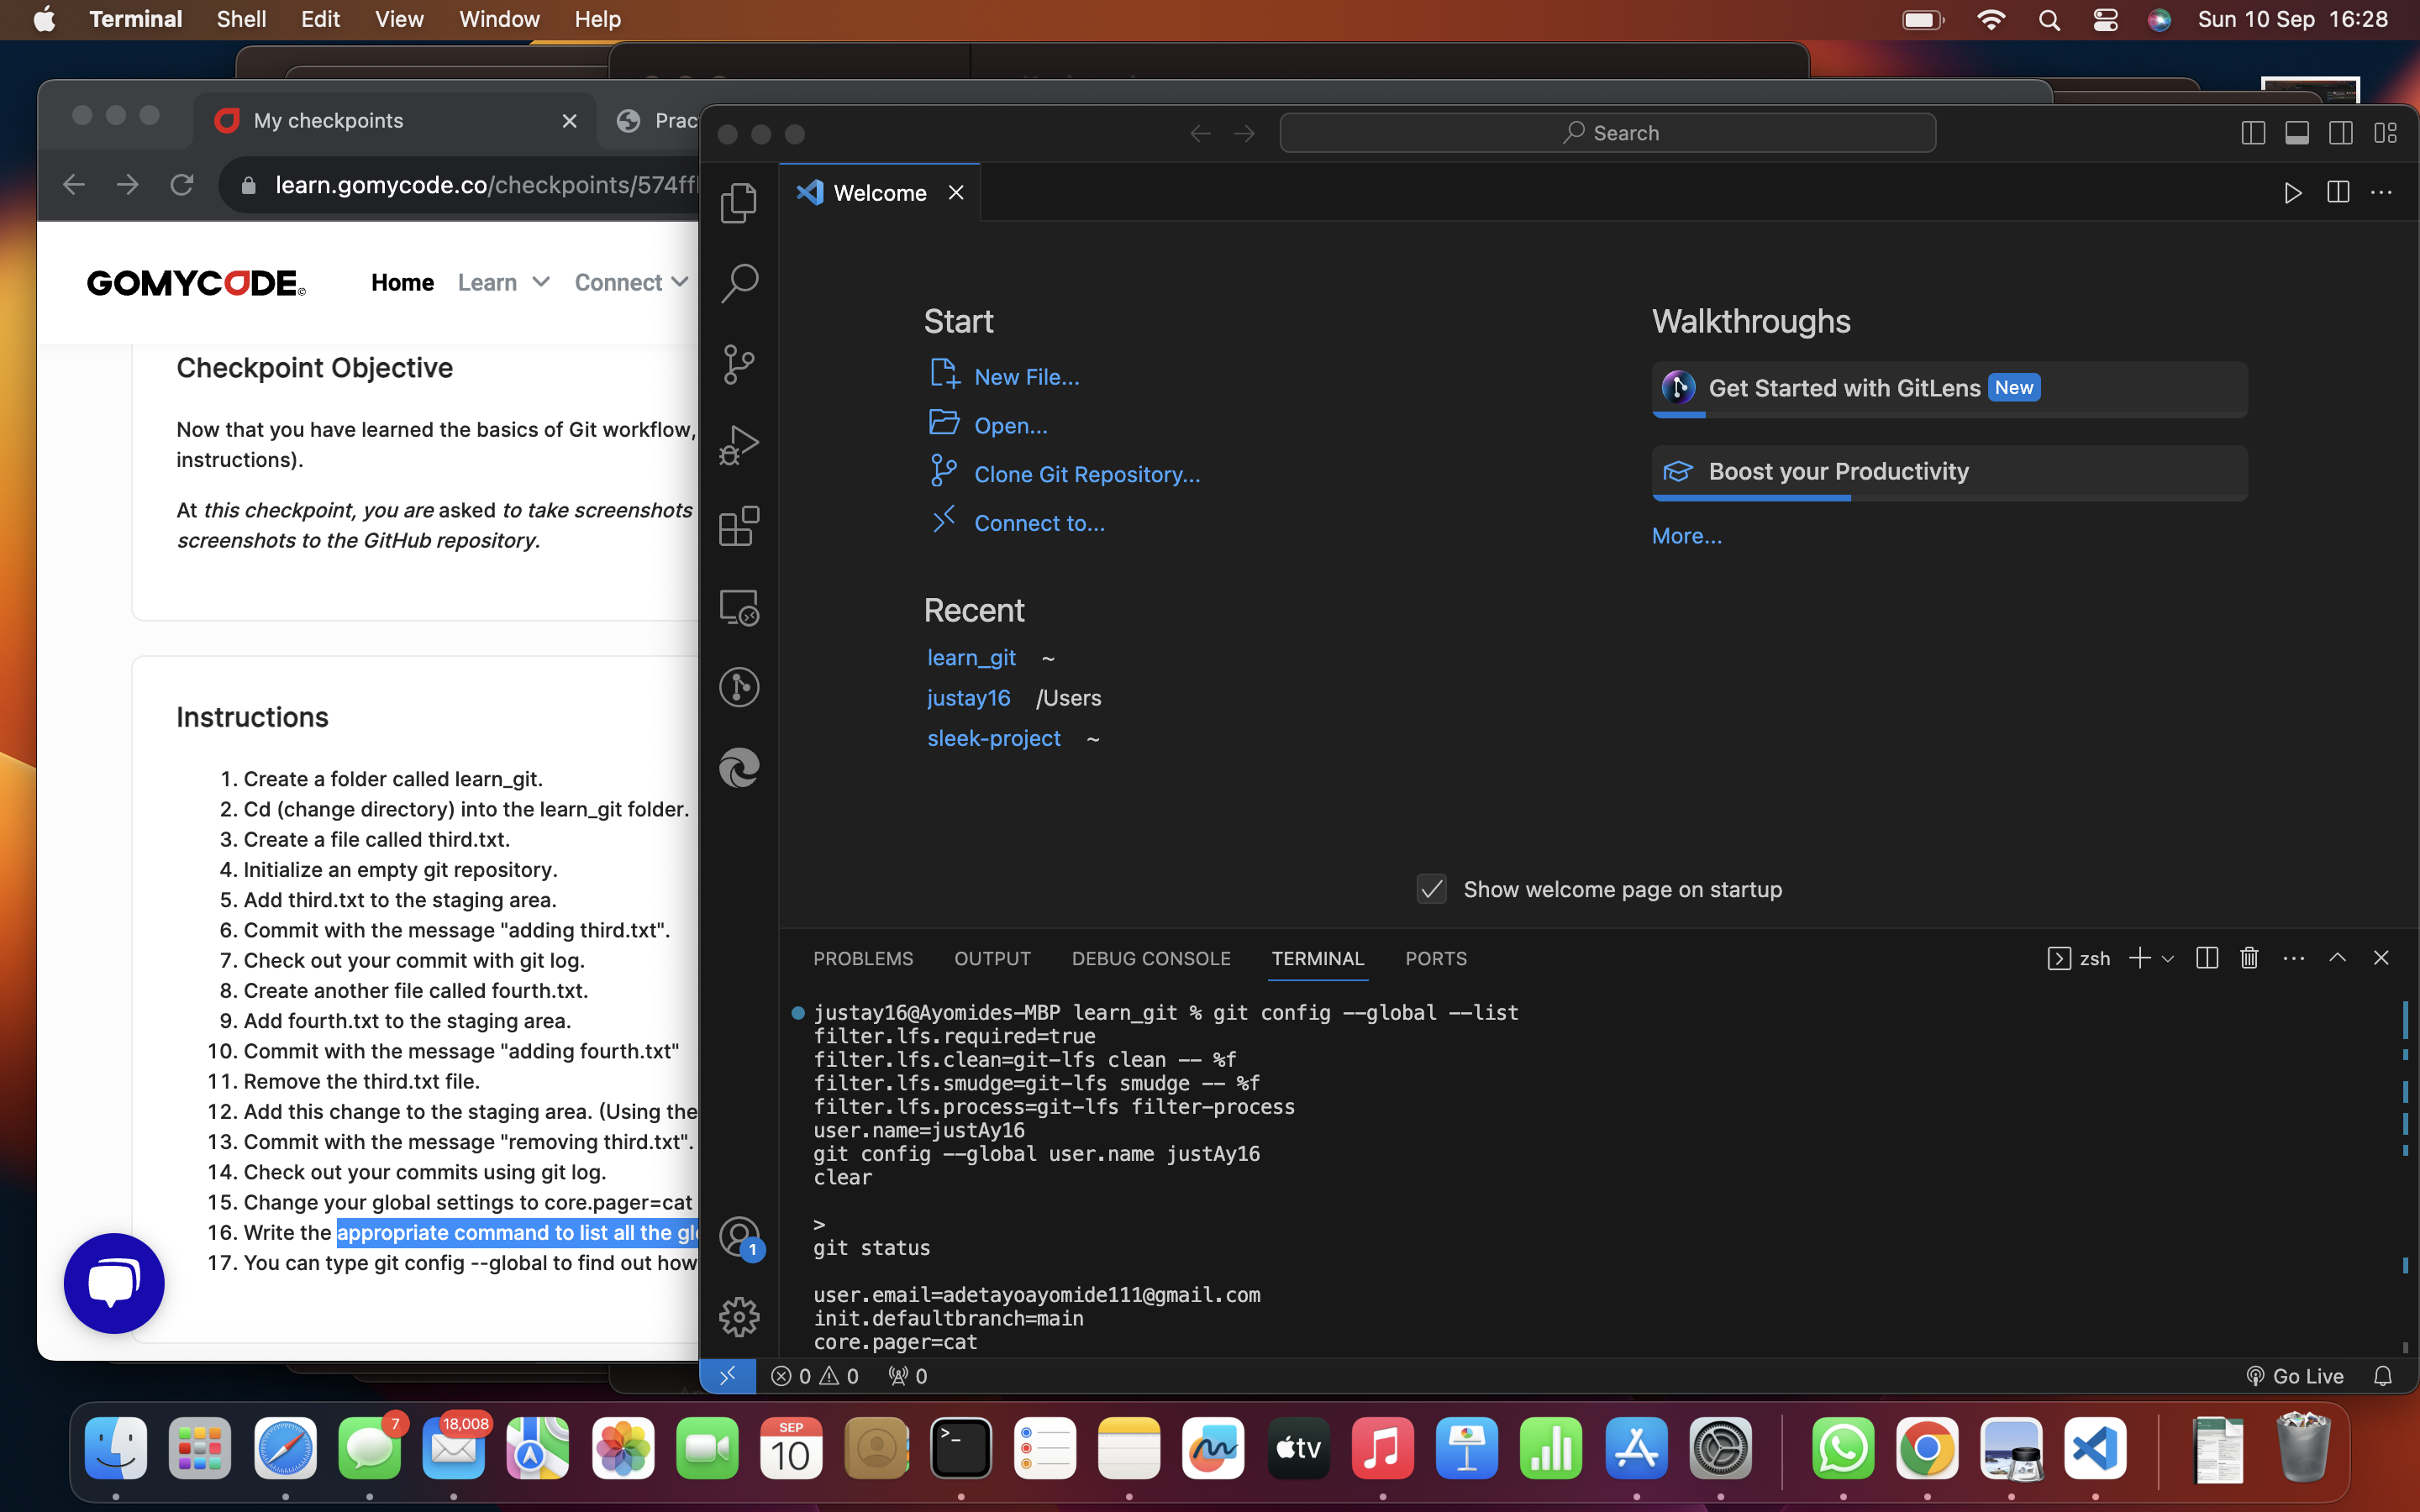 Terminal Shell Edit View Window Help
Sun 10 Sep 16:28
My checkpoints
learn.gomycode.co/checkpoints/574ff
GOMYCODE
Home Learn Connect
Checkpoint Objective
Now that you have learned the basics of Git workflow,
instructions).
At this checkpoint, you are asked to take screenshots
screenshots to the GitHub repository.
Instructions
1. Create a folder called learn_git.
2. Cd (change directory) into the learn_git folder.
3. Create a file called third.txt.
4. Initialize an empty git repository.
5. Add third.txt to the staging area.
6. Commit with the message "adding third.txt".
7. Check out your commit with git log.
8. Create another file called fourth.txt.
9. Add fourth.txt to the staging area.
10. Commit with the message "adding fourth.txt"
11. Remove the third.txt file.
12. Add this change to the staging area. (Using the
13. Commit with the message "removing third.txt".
14. Check out your commits using git log.
15. Change your global settings to core.pager=cat
16. Write the appropriate command to list all the
17. You can type git config --global to find out how
Search
Welcome
Start
New File...
Open...
Clone Git Repository...
Connect to...
Recent
learn_git ~
justay16 /Users
sleek-project ~
Walkthroughs
Get Started with GitLens New
Boost your Productivity
More...
Show welcome page on startup
PROBLEMS OUTPUT DEBUG CONSOLE TERMINAL PORTS
zsh
justay16@Ayomides-MBP learn_git % git config --global --list
filter.lfs.required=true
filter.lfs.clean=git-lfs clean -- %f
filter.lfs.smudge=git-lfs smudge -- %f
filter.lfs.process=git-lfs filter-process
user.name=justAy16
git config --global user.name justAy16
clear
>
git status
user.email=adetayoayomide111@gmail.com
init.defaultbranch=main
core.pager=cat
1
0 0 0
Go Live
7
18,008
SEP
10
tv